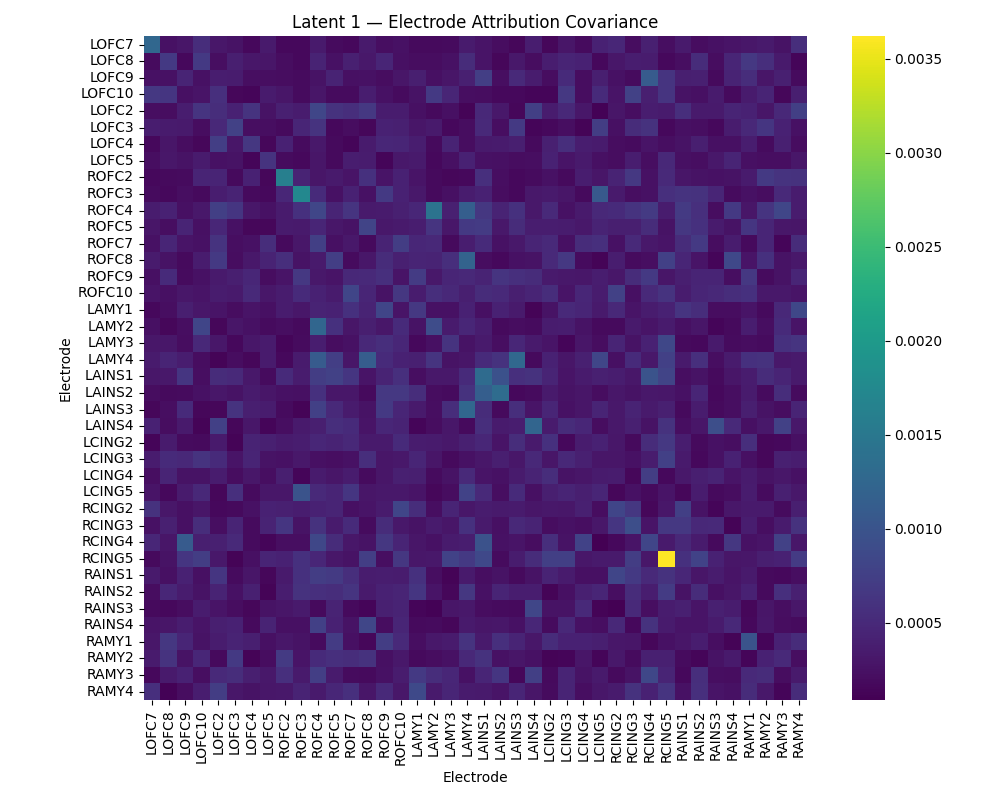 Latent 1 — Electrode Attribution Covariance
Electrode
LOFC7
LOFC8
LOFC9
LOFC10
LOFC2
LOFC3
LOFC4
LOFC5
ROFC2
ROFC3
ROFC4
ROFC5
ROFC7
ROFC8
ROFC9
ROFC10
LAMY1
LAMY2
LAMY3
LAMY4
LAINS1
LAINS2
LAINS3
LAINS4
LCING2
LCING3
LCING4
LCING5
RCING2
RCING3
RCING4
RCING5
RAINS1
RAINS2
RAINS3
RAINS4
RAMY1
RAMY2
RAMY3
RAMY4
LOFC7
LOFC8
LOFC9
LOFC10
LOFC2
LOFC3
LOFC4
LOFC5
ROFC2
ROFC3
ROFC4
ROFC5
ROFC7
ROFC8
ROFC9
ROFC10
LAMY1
LAMY2
LAMY3
LAMY4
LAINS1
LAINS2
LAINS3
LAINS4
LCING2
LCING3
LCING4
LCING5
RCING2
RCING3
RCING4
RCING5
RAINS1
RAINS2
RAINS3
RAINS4
RAMY1
RAMY2
RAMY3
RAMY4
Electrode
0.0035
0.0030
0.0025
0.0020
0.0015
0.0010
0.0005